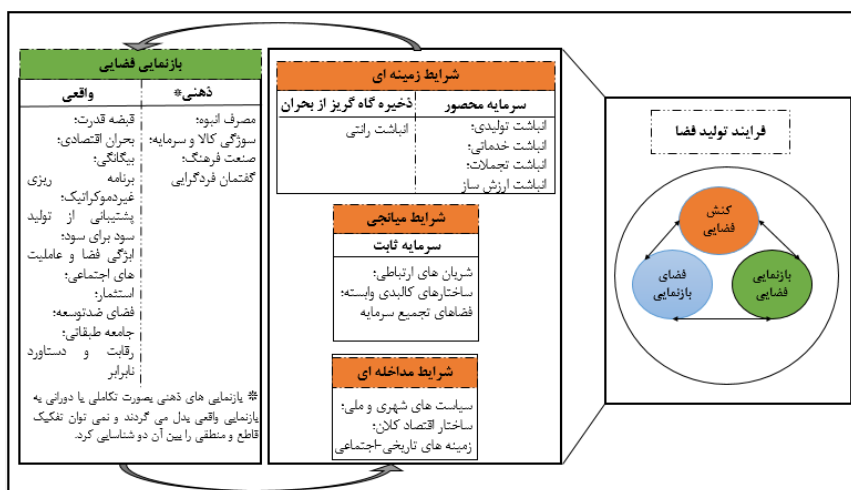 فرایند تولید فضا
کنش
فضایی
بازنمایی
فضایی
فضای
بازنمایی
شرایط زمینه ای
سرمایه محصور
انباشت تولیدی؛
انباشت خدماتی؛
انباشت تجملات؛
انباشت ارزش ساز
ذخیره گاه گریز از بحران
انباشت رانتی
شرایط میانجی
سرمایه ثابت
شریان های ارتباطی؛
ساختارهای کالبدی وابسته؛
فضاهای تجمیع سرمایه
شرایط مداخله ای
سیاست های شهری و ملی؛
ساختار اقتصاد کلان؛
زمینه های تاریخی-اجتماعی
بازنمایی فضایی
ذهنی*
مصرف انبوه؛
سوژگی کالا و سرمایه؛
صنعت فرهنگ؛
گفتمان فردگرایی
واقعی
قبضه قدرت؛
بحران اقتصادی؛
بیگانگی؛
برنامه ریزی
غیردموکراتیک؛
پشتیبانی از تولید
سود برای سود؛
ابژگی فضا و عاملیت
های اجتماعی؛
استثمار؛
فضای ضدتوسعه؛
جامعه طبقاتی؛
رقابت و دستاورد
نابرابر
* بازنمایی های ذهنی بصورت تکاملی یا دورانی به
بازنمایی واقعی بدل می گردند و نمی توان تفکیک
قاطع و منطقی را بین آن دو شناسایی کرد.